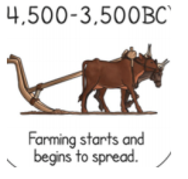 4,500-3,500BC
Farming starts and
begins to spread.